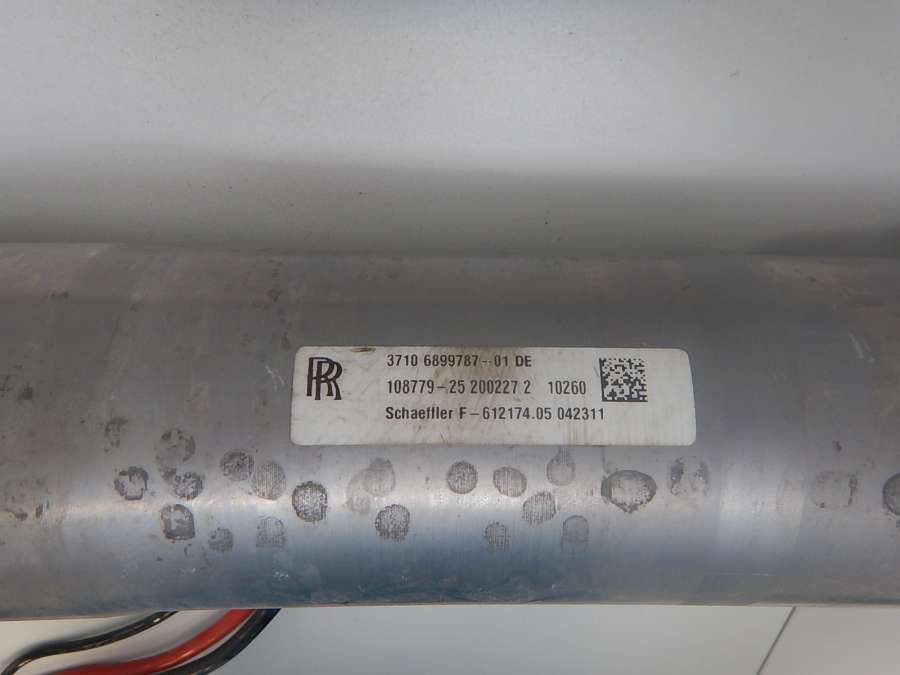 RR
3710 6899787-01 DE
108779-25 200227 2 10260
Schaeffler F-612174.05 042311